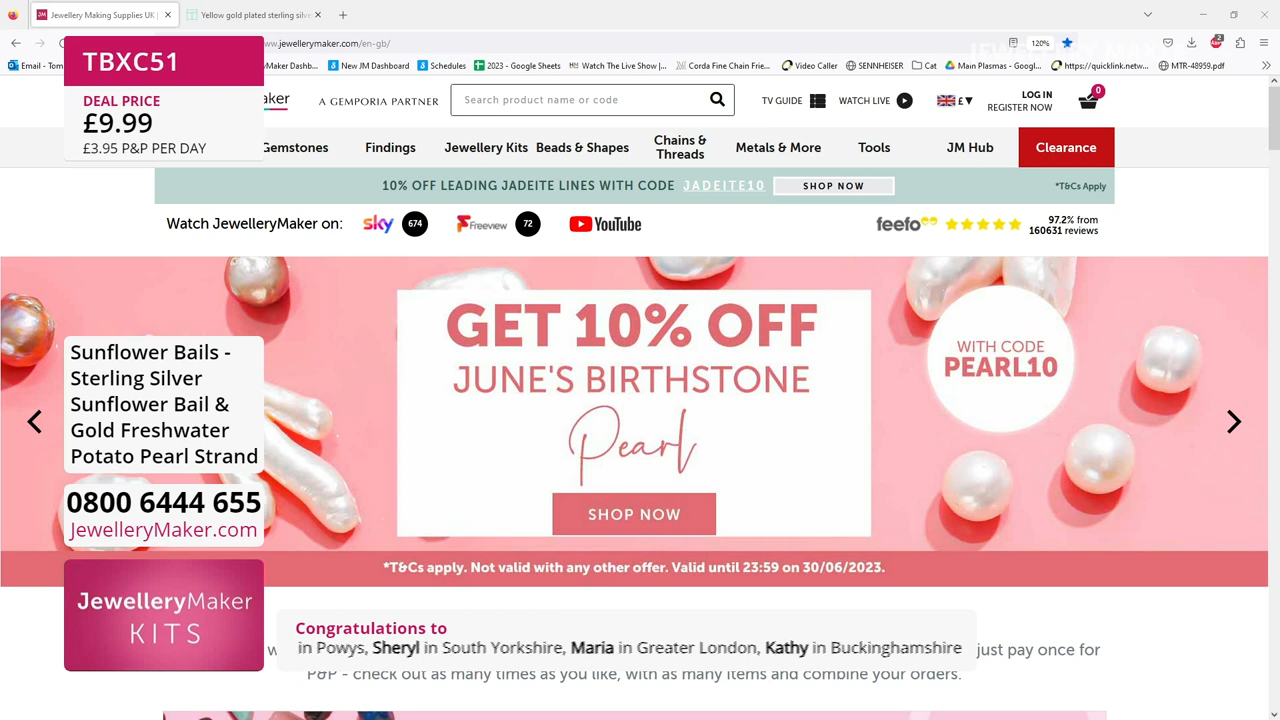 Jewellery Making Supplies UK |
Yellow gold plated sterling silve
ww.jewellerymaker.com/en-gb/
120%
2
Email - Tom
Maker Dashb...
New JM Dashboard
Schedules
2023 - Google Sheets
Watch The Live Show |...
Corda Fine Chain Frie...
Video Caller
SENNHEISER
Cat
Main Plasmas - Googl...
https://quicklink.netw...
MTR-48959.pdf
TBXC51
DEAL PRICE
£9.99
£3.95 P&P PER DAY
aker
A GEMPORIA PARTNER
Search product name or code
TV GUIDE
WATCH LIVE
£
LOG IN
REGISTER NOW
0
Gemstones
Findings
Jewellery Kits
Beads & Shapes
Chains &
Threads
Metals & More
Tools
JM Hub
Clearance
10% OFF LEADING JADEITE LINES WITH CODE JADEITE10
SHOP NOW
*T&Cs Apply
Watch JewelleryMaker on:
sky
674
Freeview
72
YouTube
feefo
97.2% from
160631 reviews
GET 10% OFF
JUNE'S BIRTHSTONE
Pearl
SHOP NOW
WITH CODE
PEARL10
*T&Cs apply. Not valid with any other offer. Valid until 23:59 on 30/06/2023.
Sunflower Bails -
Sterling Silver
Sunflower Bail &
Gold Freshwater
Potato Pearl Strand
0800 6444 655
JewelleryMaker.com
JewelleryMaker
KITS
Congratulations to
in Powys, Sheryl in South Yorkshire, Maria in Greater London, Kathy in Buckinghamshire
just pay once for
P&P - check out as many times as you like, with as many items and combine your orders.